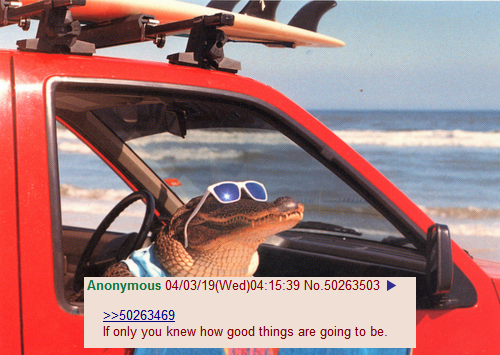 Anonymous 04/03/19(Wed)04:15:39 No.50263503 ▶
>>50263469
If only you knew how good things are going to be.